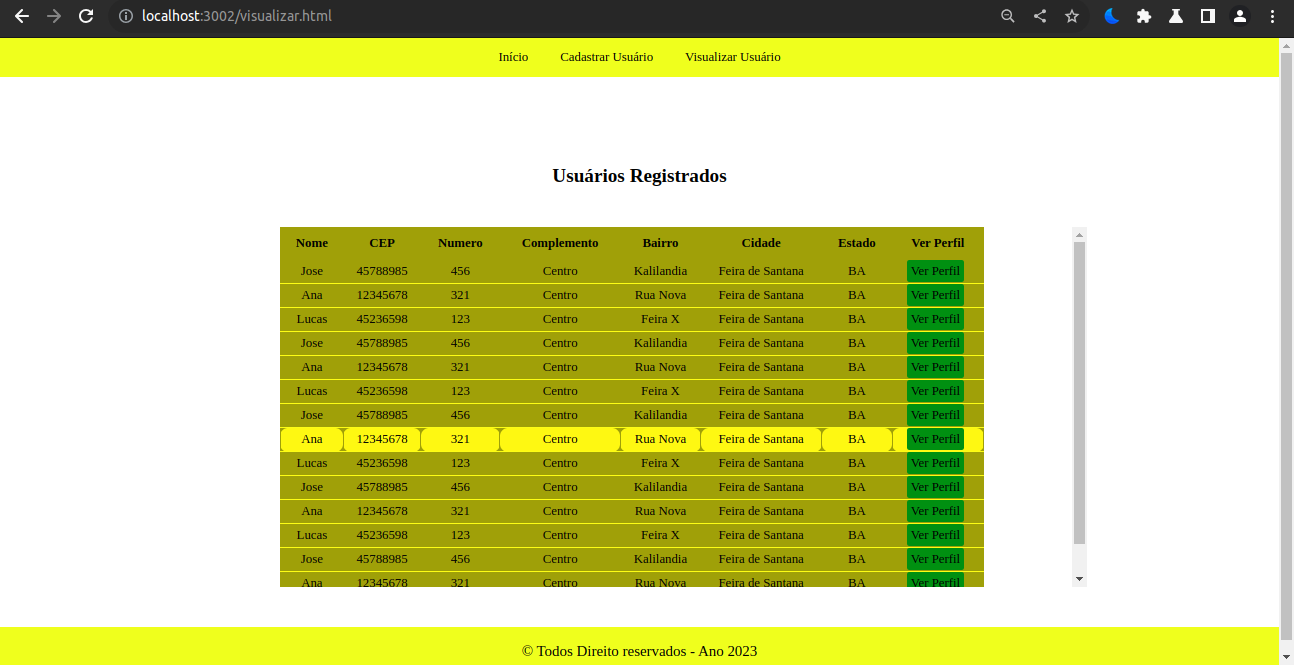 localhost:3002/visualizar.html
Início Cadastrar Usuário Visualizar Usuário
Usuários Registrados
Nome CEP Numero Complemento Bairro Cidade Estado Ver Perfil
Jose 45788985 456 Centro Kalilandia Feira de Santana BA Ver Perfil
Ana 12345678 321 Centro Rua Nova Feira de Santana BA Ver Perfil
Lucas 45236598 123 Centro Feira X Feira de Santana BA Ver Perfil
Jose 45788985 456 Centro Kalilandia Feira de Santana BA Ver Perfil
Ana 12345678 321 Centro Rua Nova Feira de Santana BA Ver Perfil
Lucas 45236598 123 Centro Feira X Feira de Santana BA Ver Perfil
Jose 45788985 456 Centro Kalilandia Feira de Santana BA Ver Perfil
Ana 12345678 321 Centro Rua Nova Feira de Santana BA Ver Perfil
Lucas 45236598 123 Centro Feira X Feira de Santana BA Ver Perfil
Jose 45788985 456 Centro Kalilandia Feira de Santana BA Ver Perfil
Ana 12345678 321 Centro Rua Nova Feira de Santana BA Ver Perfil
Lucas 45236598 123 Centro Feira X Feira de Santana BA Ver Perfil
Jose 45788985 456 Centro Kalilandia Feira de Santana BA Ver Perfil
Ana 12345678 321 Centro Rua Nova Feira de Santana BA Ver Perfil
© Todos Direito reservados - Ano 2023